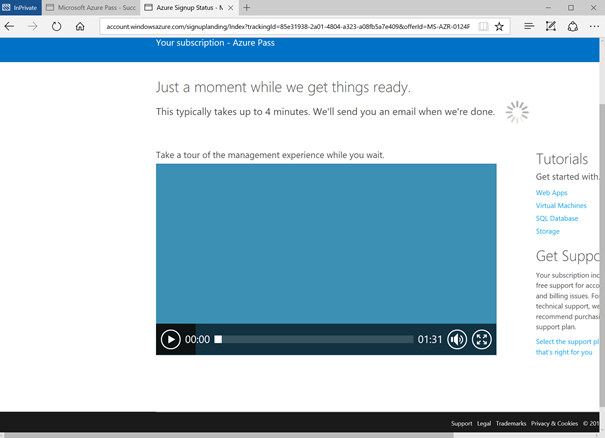 InPrivate
Microsoft Azure Pass - Succ
Azure Signup Status - M
account.windowsazure.com/signuplanding/Index?trackingId=85e31938-2a01-4804-a323-a08fb5a7e409&offerId=MS-AZR-0124F
Your subscription - Azure Pass
Just a moment while we get things ready.
This typically takes up to 4 minutes. We'll send you an email when we're done.
Take a tour of the management experience while you wait.
00:00
01:31
Tutorials
Get started with
Web Apps
Virtual Machines
SQL Database
Storage
Get Suppo
Your subscription inc
free support for acco
and billing issues. Fo
technical support, we
recommend purchas
support plan.
Select the support pl
that's right for you
Support Legal Trademarks Privacy & Cookies © 201